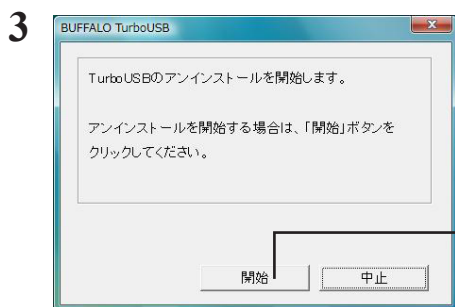 3
BUFFALO TurboUSB
TurboUSBのアンインストールを開始します。
アンインストールを開始する場合は、「開始」ボタンを
クリックしてください。
開始
中止